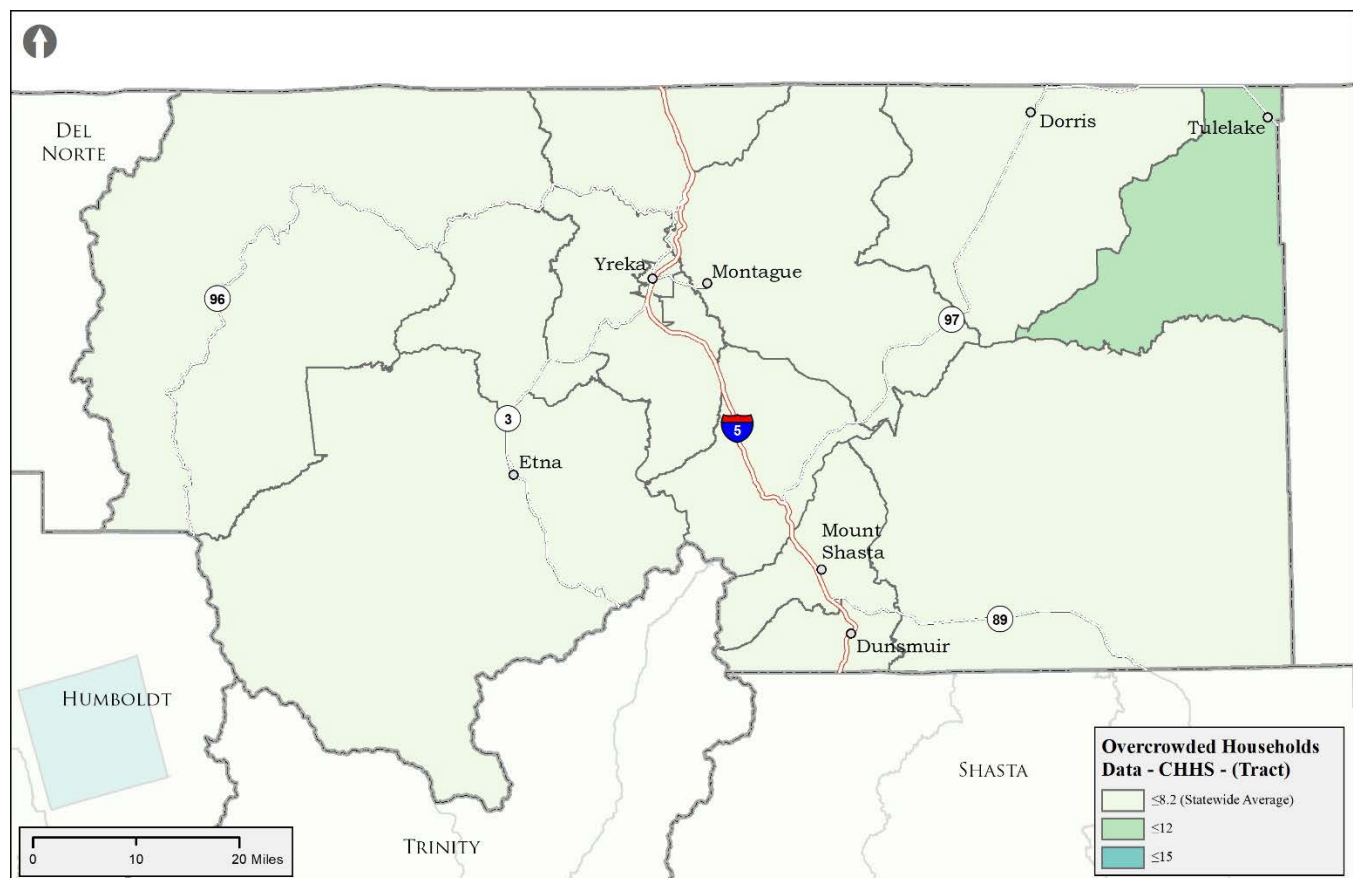 DEL
NORTE
Dorris
Tulelake
Yreka
Montague
96
97
3
5
Etna
Mount
Shasta
89
Dunsmuir
HUMBOLDT
SHASTA
TRINITY
Overcrowded Households
Data - CHHS - (Tract)
≤8.2 (Statewide Average)
≤12
≤15
0 10 20 Miles